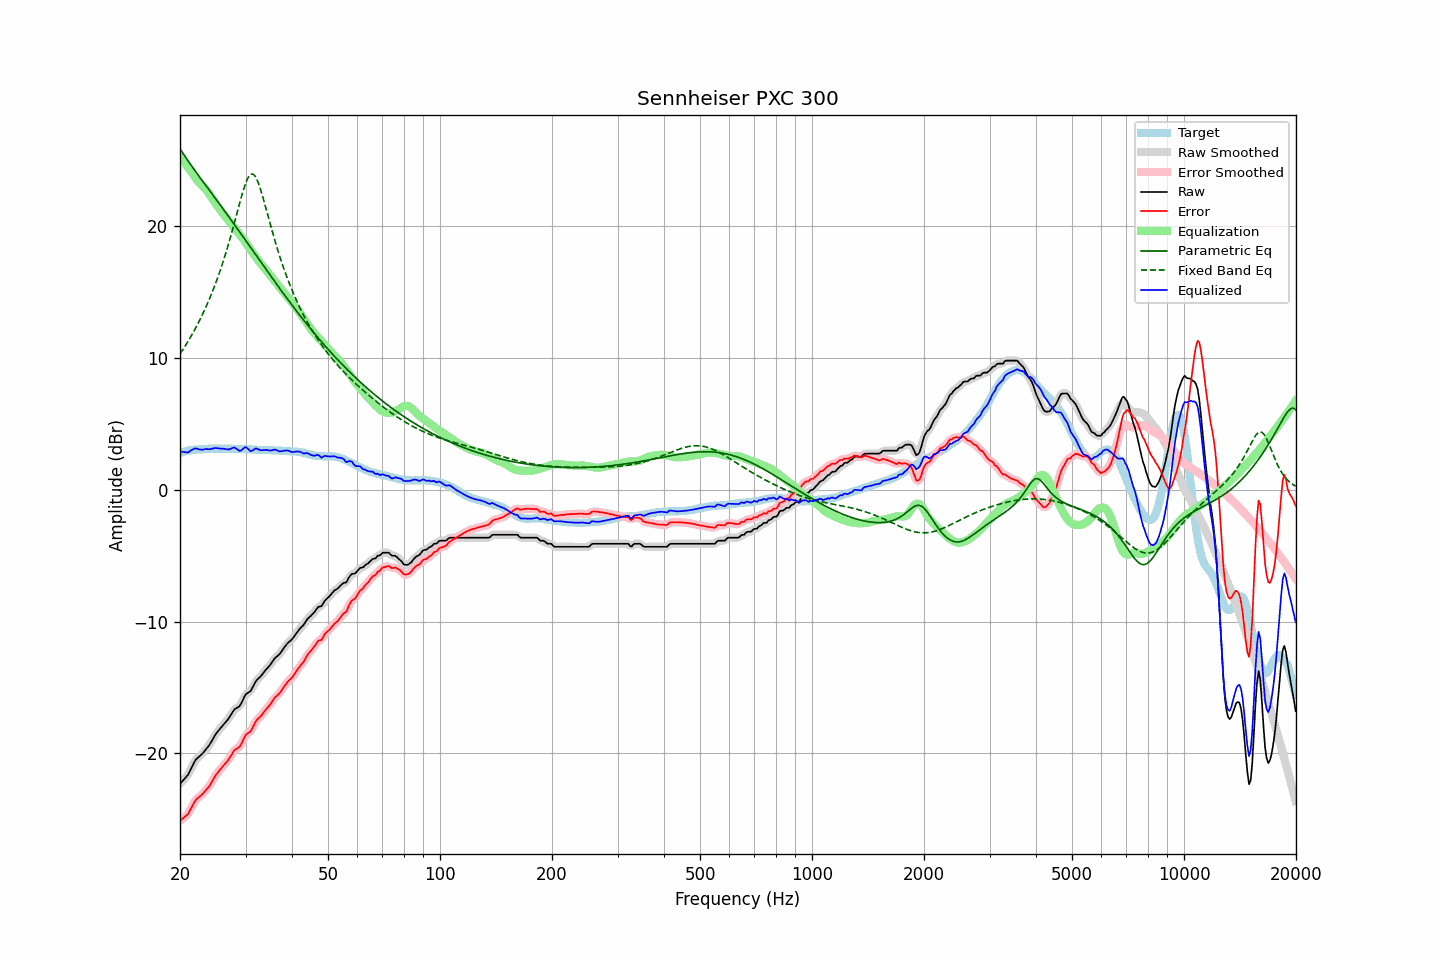 Sennheiser PXC 300
Target
Raw Smoothed
Error Smoothed
Raw
Error
Equalization
Parametric Eq
Fixed Band Eq
Equalized
Amplitude (dBr)
20
10
0
−10
−20
20
50
100
200
500
1000
2000
5000
10000
20000
Frequency (Hz)